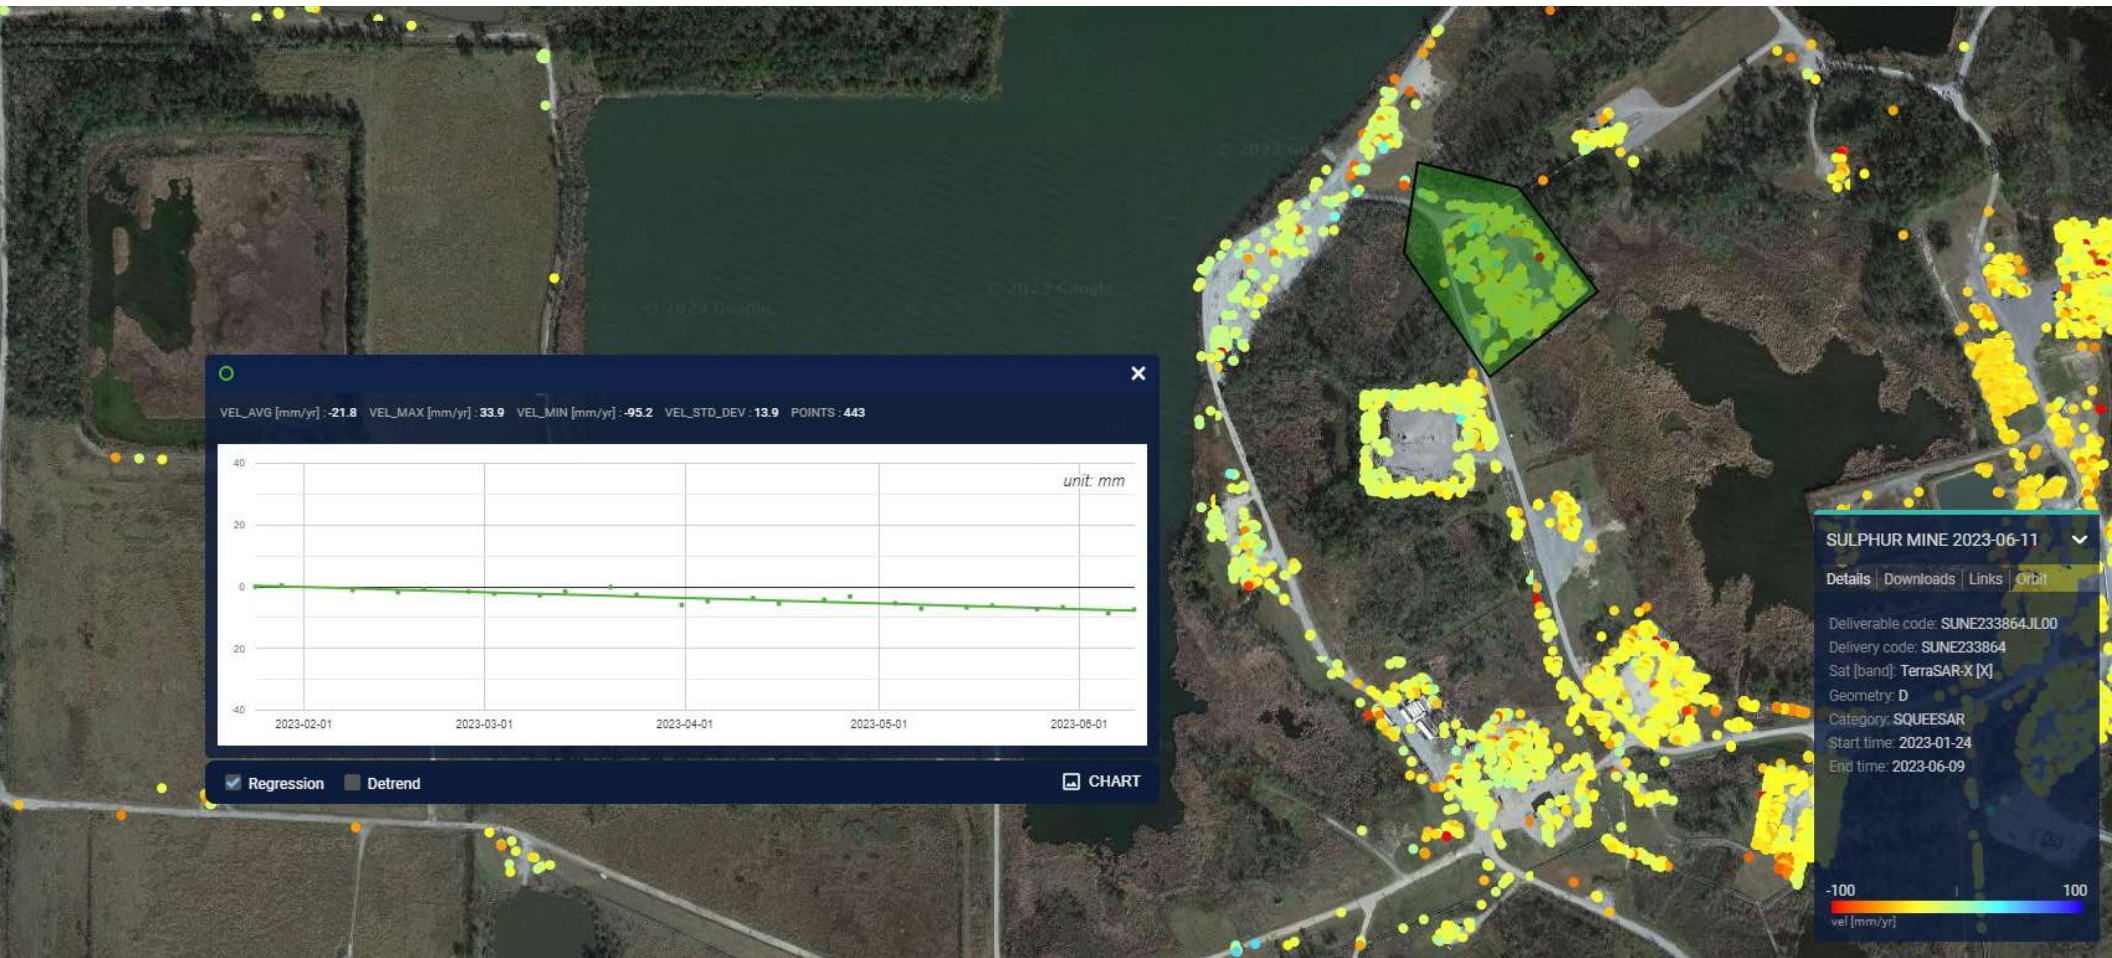 © 2023 Google
© 2023 Google
VEL_AVG [mm/yr] : -21.8 VEL_MAX [mm/yr] : 33.9 VEL_MIN [mm/yr] : -95.2 VEL_STD_DEV : 13.9 POINTS : 443
unit: mm
40
20
0
-20
-40
2023-02-01 2023-03-01 2023-04-01 2023-05-01 2023-06-01
Regression Detrend CHART
SULPHUR MINE 2023-06-11
Details | Downloads | Links | Orbit
Deliverable code: SUNE233864JL00
Delivery code: SUNE233864
Sat [band]: TerraSAR-X [X]
Geometry: D
Category: SQUEESAR
Start time: 2023-01-24
End time: 2023-06-09
-100 100
vel [mm/yr]